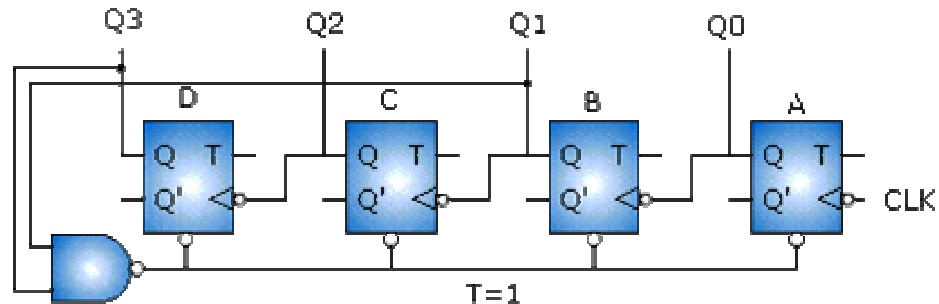 Q3 Q2 Q1 Q0
D C B A
Q T Q T Q T Q T
Q' Q' Q' Q' CLK
T=1